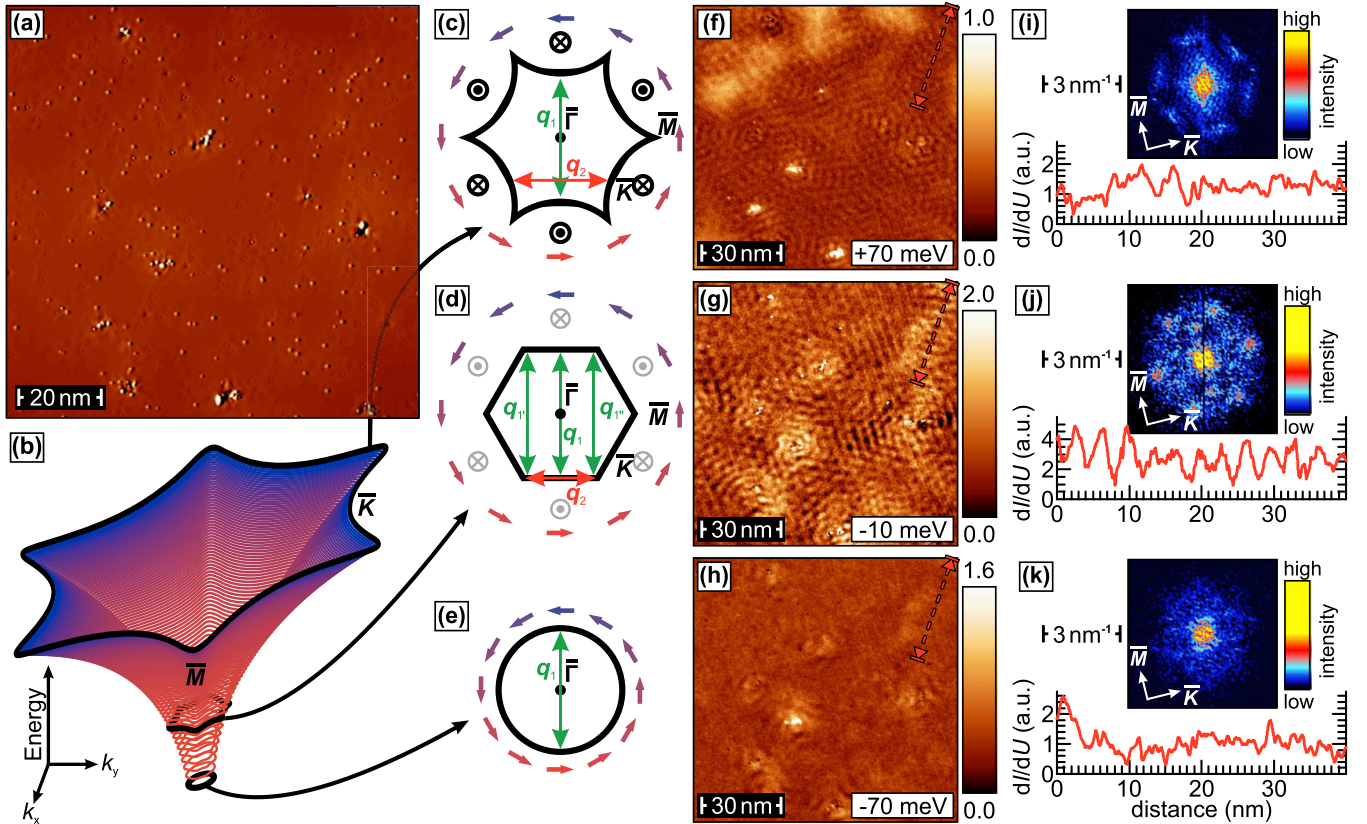 (a)
20 nm
(b)
K
M
Energy
k_y
k_x
(c)
q_1
Γ
M
q_2
K
(d)
q_1'
Γ
q_1
q_1''
M
K
q_2
(e)
q_1
Γ
(f)
1.0
30 nm
+70 meV
0.0
(g)
2.0
30 nm
-10 meV
0.0
(h)
1.6
30 nm
-70 meV
0.0
(i)
high
3 nm⁻¹
intensity
M
K
low
dI/dU (a.u.)
2
1
0
0 10 20 30
(j)
high
3 nm⁻¹
intensity
M
K
low
dI/dU (a.u.)
4
2
0
0 10 20 30
(k)
high
3 nm⁻¹
intensity
M
K
low
dI/dU (a.u.)
2
1
0
0 10 20 30
distance (nm)